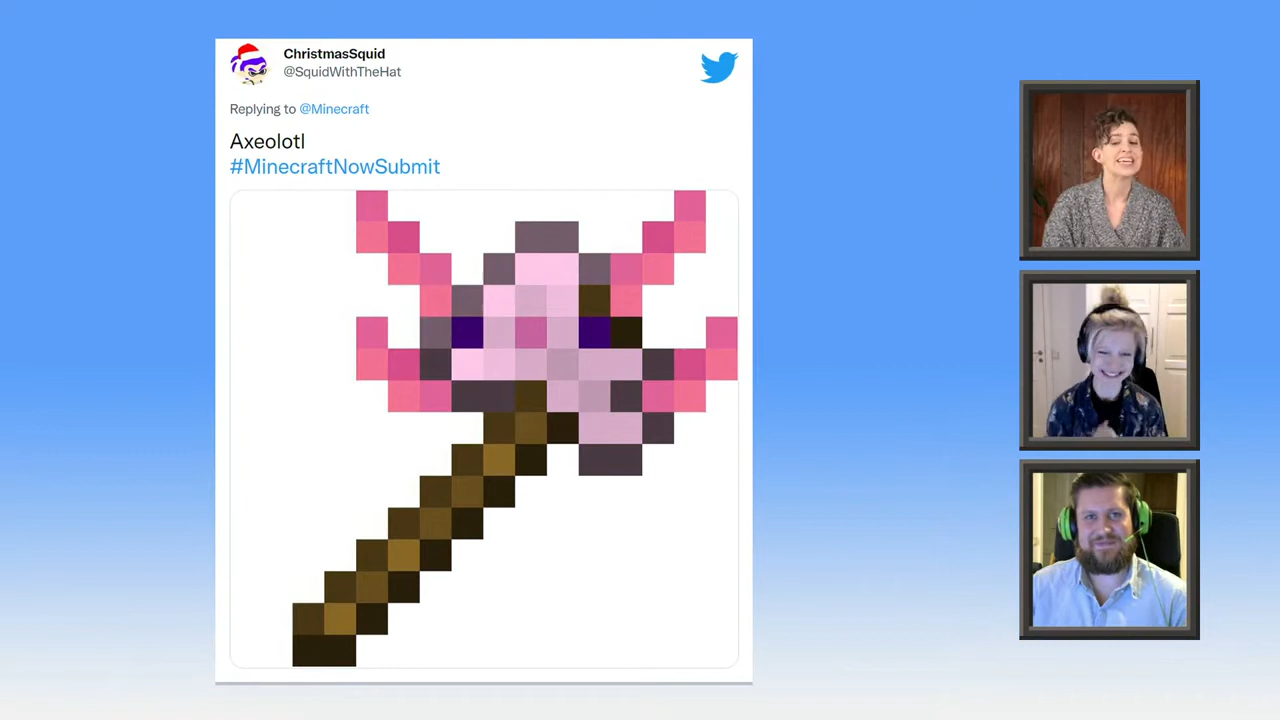 ChristmasSquid
@SquidWithTheHat
Replying to @Minecraft
Axeolotl
#MinecraftNowSubmit